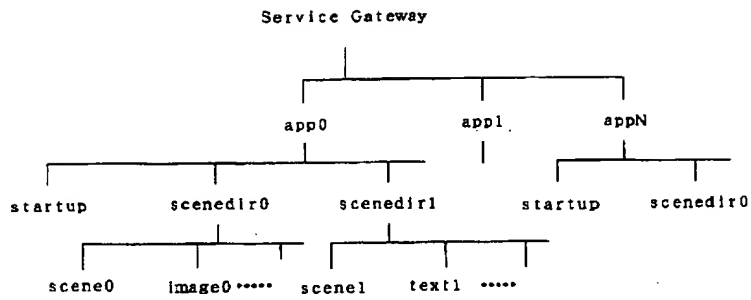 Service Gateway
app0 app1 appN
startup scenedir0 scenedir1 startup scenedir0
scene0 image0 ••••• scene1 text1 •••••